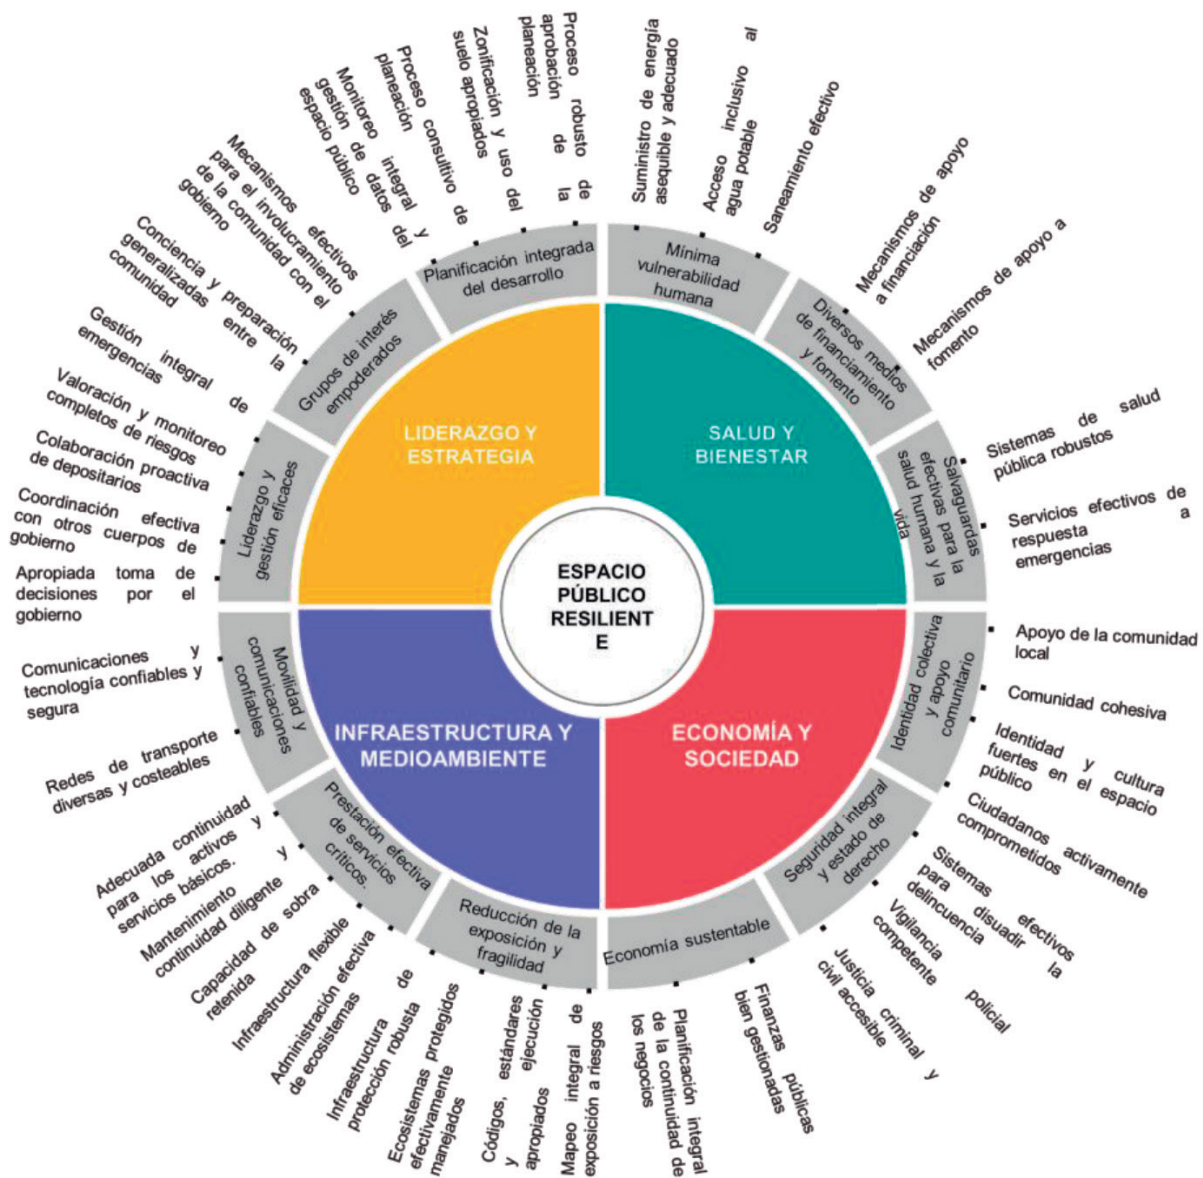 ESPACIO
PÚBLICO
RESILIENT
E
LIDERAZGO Y
ESTRATEGIA
SALUD Y
BIENESTAR
INFRAESTRUCTURA Y
MEDIOAMBIENTE
ECONOMÍA Y
SOCIEDAD
Mínima
vulnerabilidad
humana
Suministro de energía
asequible y adecuado
Acceso inclusivo al
agua potable
Saneamiento efectivo
Diversos medios
de financiamiento
y fomento
Mecanismos de apoyo
a financiación
Mecanismos de apoyo a
fomento
Salvaguardas
efectivas para la
salud humana y la
vida
Sistemas de salud
pública robustos
Servicios efectivos de
respuesta a
emergencias
Identidad colectiva
y apoyo
comunitario
Apoyo de la comunidad
local
Comunidad cohesiva
Identidad y cultura
fuertes en el espacio
público
Ciudadanos activamente
comprometidos
Seguridad integral
y estado de
derecho
Sistemas efectivos
para disuadir la
delincuencia
Vigilancia policial
competente
Justicia criminal y
civil accesible
Economía sustentable
Finanzas públicas
bien gestionadas
Planificación integral
de la continuidad de
los negocios
Reducción de la
exposición y
fragilidad
Mapeo integral de
exposición a riesgos
Códigos, estándares
y ejecución
apropiados
Ecosistemas protegidos
efectivamente
manejados
Infraestructura de
protección robusta
Prestación efectiva
de servicios
críticos.
Administración efectiva
de ecosistemas
Infraestructura flexible
Capacidad de sobra
retenida
Mantenimiento y
continuidad diligente
Adecuada continuidad
para los activos y
servicios básicos.
Movilidad y
comunicaciones
confiables
Redes de transporte
diversas y costeables
Comunicaciones y
tecnología confiables y
segura
Liderazgo y
gestión eficaces
Apropiada toma de
decisiones por el
gobierno
Coordinación efectiva
con otros cuerpos de
gobierno
Colaboración proactiva
de depositarios
Valoración y monitoreo
completos de riesgos
Gestión integral de
emergencias
Grupos de interés
empoderados
Conciencia y preparación
generalizadas entre la
comunidad
Mecanismos efectivos
para el involucramiento
de la comunidad con el
gobierno
Planificación integrada
del desarrollo
Monitoreo integral y
gestión de datos del
espacio público
Proceso consultivo de
planeación
Zonificación y uso del
suelo apropiados
Proceso robusto de
aprobación de la
planeación